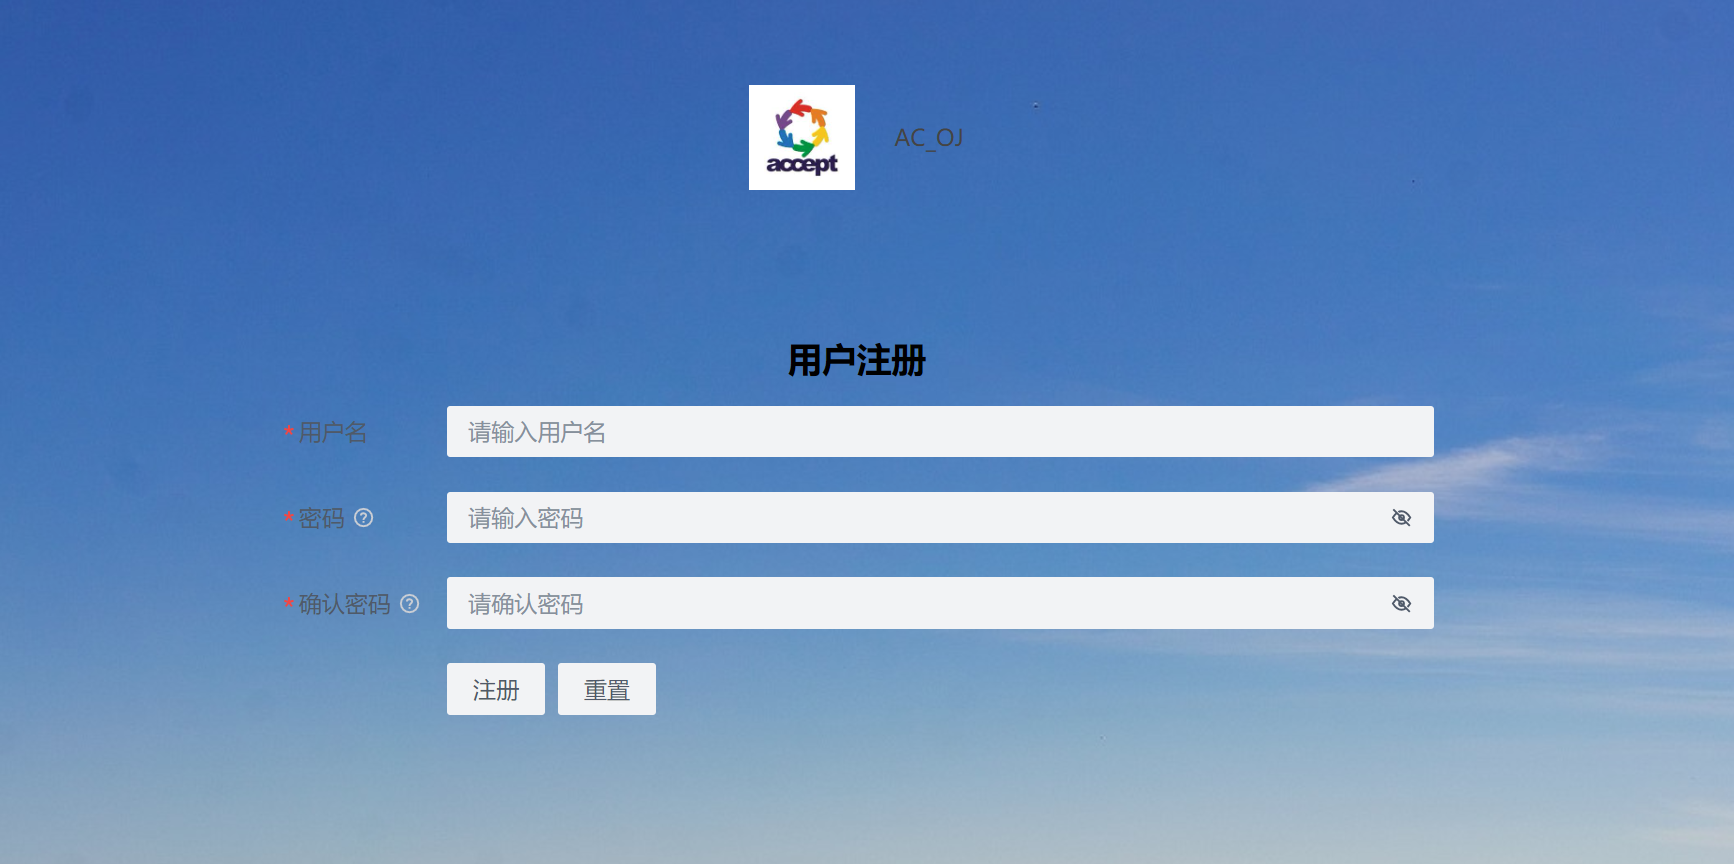 accept
AC_OJ
用户注册
* 用户名 请输入用户名
* 密码 请输入密码
* 确认密码 请确认密码
注册 重置